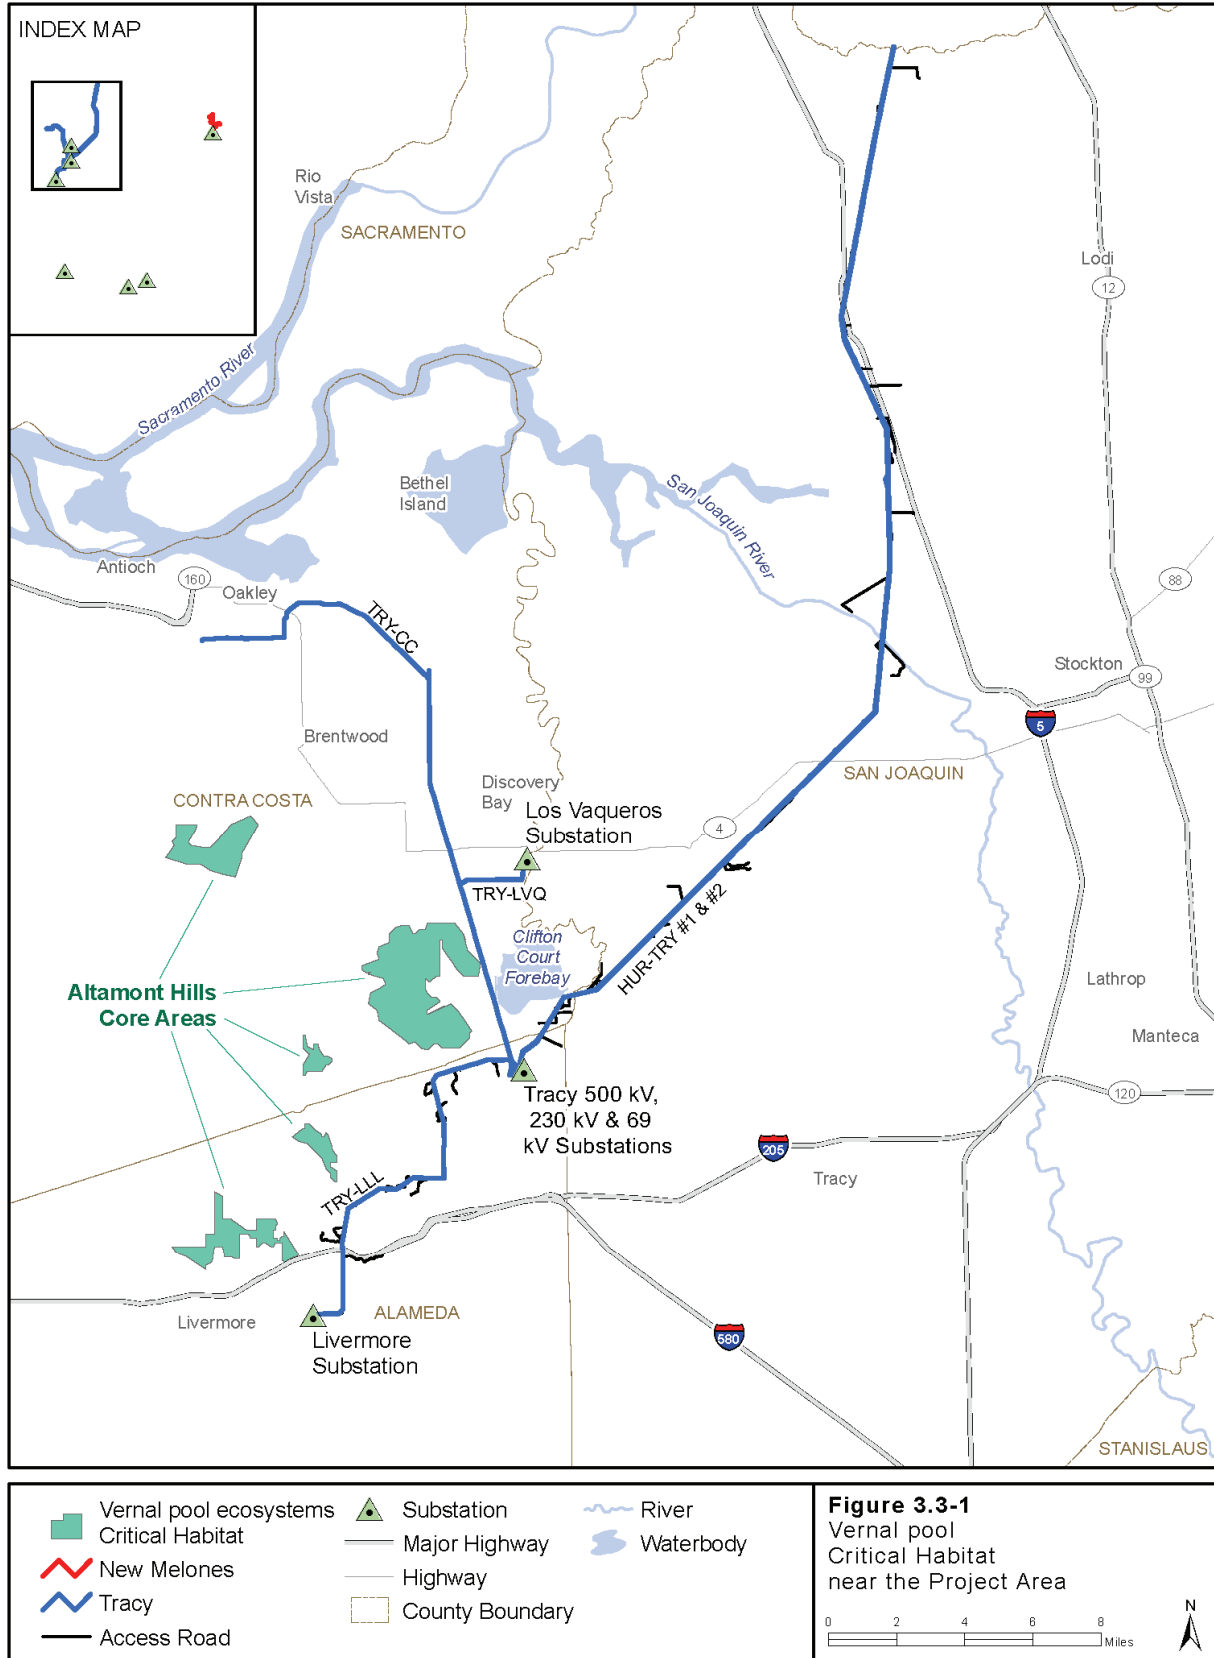 INDEX MAP
Rio
Vista
SACRAMENTO
Sacramento River
Lodi
12
Bethel
Island
San Joaquin River
Antioch
160
Oakley
88
TRY-CC
Stockton
99
5
Brentwood
Discovery
Bay
SAN JOAQUIN
CONTRA COSTA
Los Vaqueros
Substation
4
TRY-LVQ
HUR-TRY #1 & #2
Clifton
Court
Forebay
Altamont Hills
Core Areas
Lathrop
Manteca
Tracy 500 kV,
230 kV & 69
kV Substations
120
205
Tracy
TRY-LLL
Livermore
ALAMEDA
580
Livermore
Substation
STANISLAUS
Vernal pool ecosystems
Critical Habitat
New Melones
Tracy
Access Road
Substation
Major Highway
Highway
County Boundary
River
Waterbody
Figure 3.3-1
Vernal pool
Critical Habitat
near the Project Area
0 2 4 6 8
Miles
N